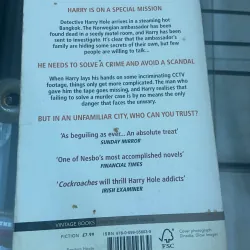 HARRY IS ON A SPECIAL MISSION
Detective Harry Hole arrives in a steaming hot
Bangkok. The Norwegian ambassador has been
found dead in a seedy motel room, and Harry has been
sent to investigate. It's clear that the ambassador's
family are hiding some secrets of their own, but few
people are willing to talk...
HE NEEDS TO SOLVE A CRIME AND AVOID A SCANDAL
When Harry lays his hands on some incriminating CCTV
footage, things only get more complicated. The man
who gave him the tape goes missing, and Harry realises that
failing to solve a murder case is by no means the only
danger that faces the unwary.
BUT IN AN UNFAMILIAR CITY, WHO CAN YOU TRUST?
'As beguiling as ever... An absolute treat'
SUNDAY MIRROR
'One of Nesbo's most accomplished novels'
FINANCIAL TIMES
'Cockroaches will thrill Harry Hole addicts'
IRISH EXAMINER
VINTAGE BOOKS
FICTION £7.99
ISBN
FSC
Cover photograph